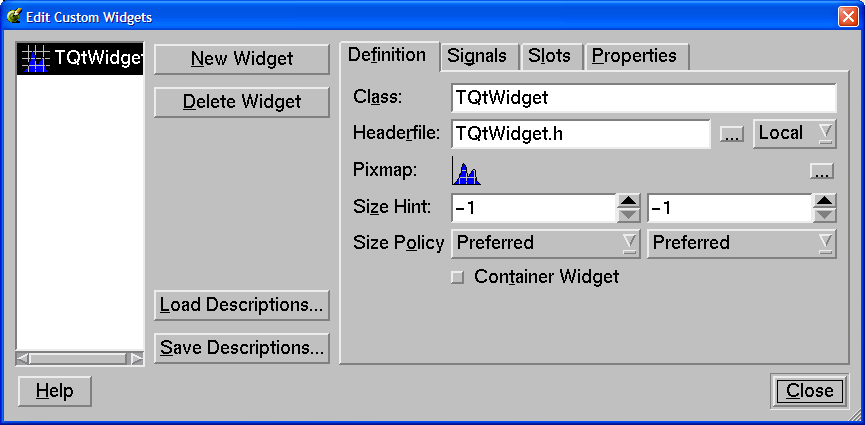 Edit Custom Widgets
TQtWidget
New Widget
Delete Widget
Load Descriptions...
Save Descriptions...
Definition Signals Slots Properties
Class: TQtWidget
Headerfile: TQtWidget.h ... Local
Pixmap: ...
Size Hint: -1 -1
Size Policy Preferred Preferred
Container Widget
Help Close